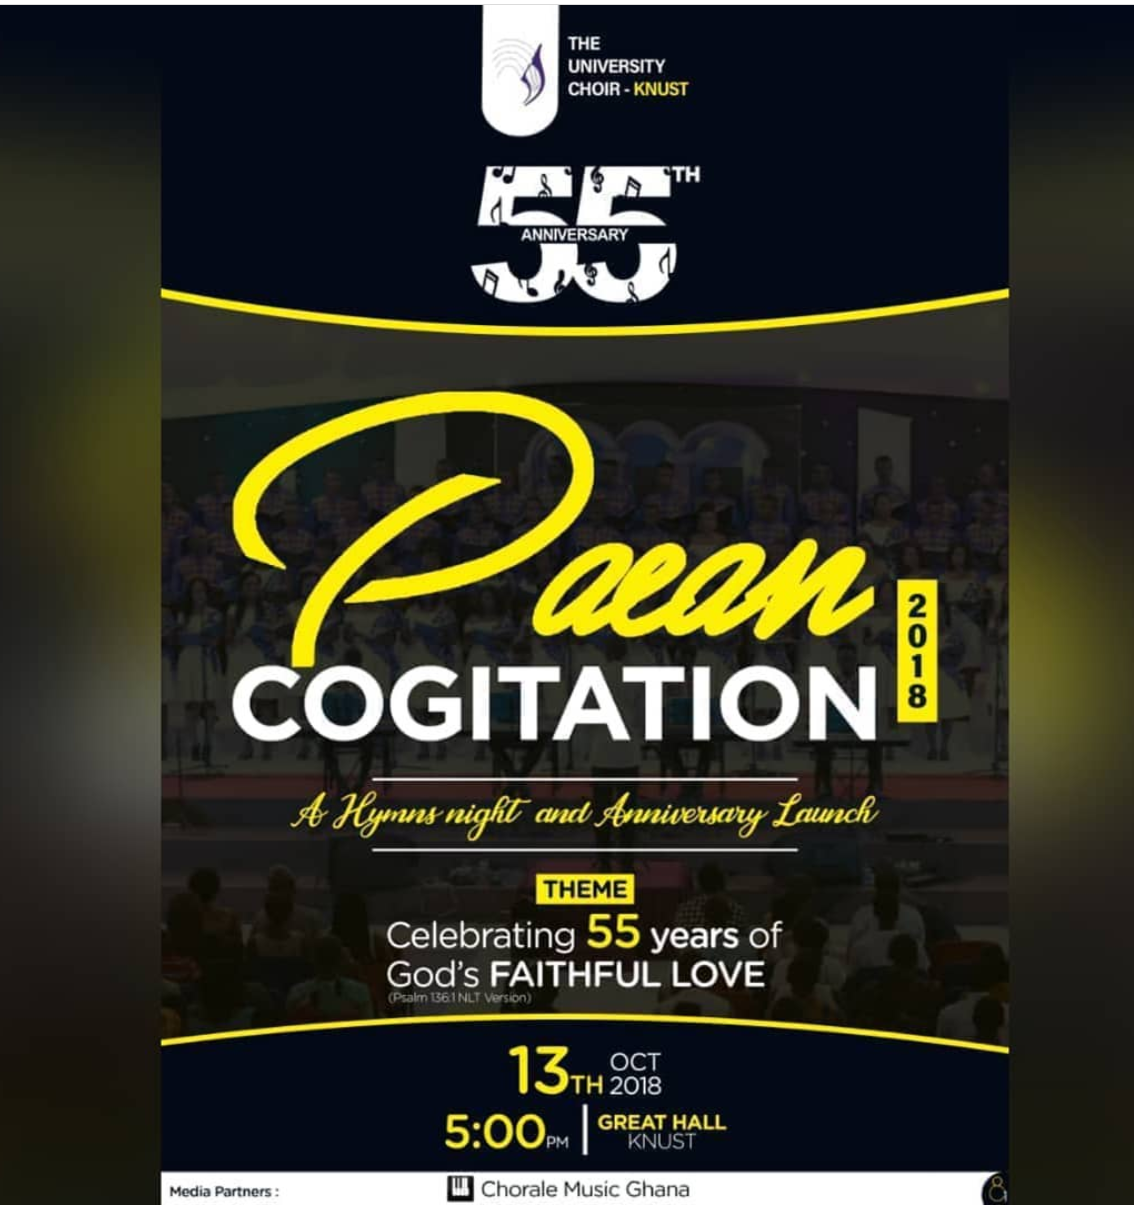 THE
UNIVERSITY
CHOIR - KNUST
55TH
ANNIVERSARY
Paean
COGITATION
2018
A Hymns night and Anniversary Launch
THEME
Celebrating 55 years of
God's FAITHFUL LOVE
(Psalm 136:1 NLT Version)
13TH OCT
2018
5:00PM
GREAT HALL
KNUST
Media Partners :
Chorale Music Ghana